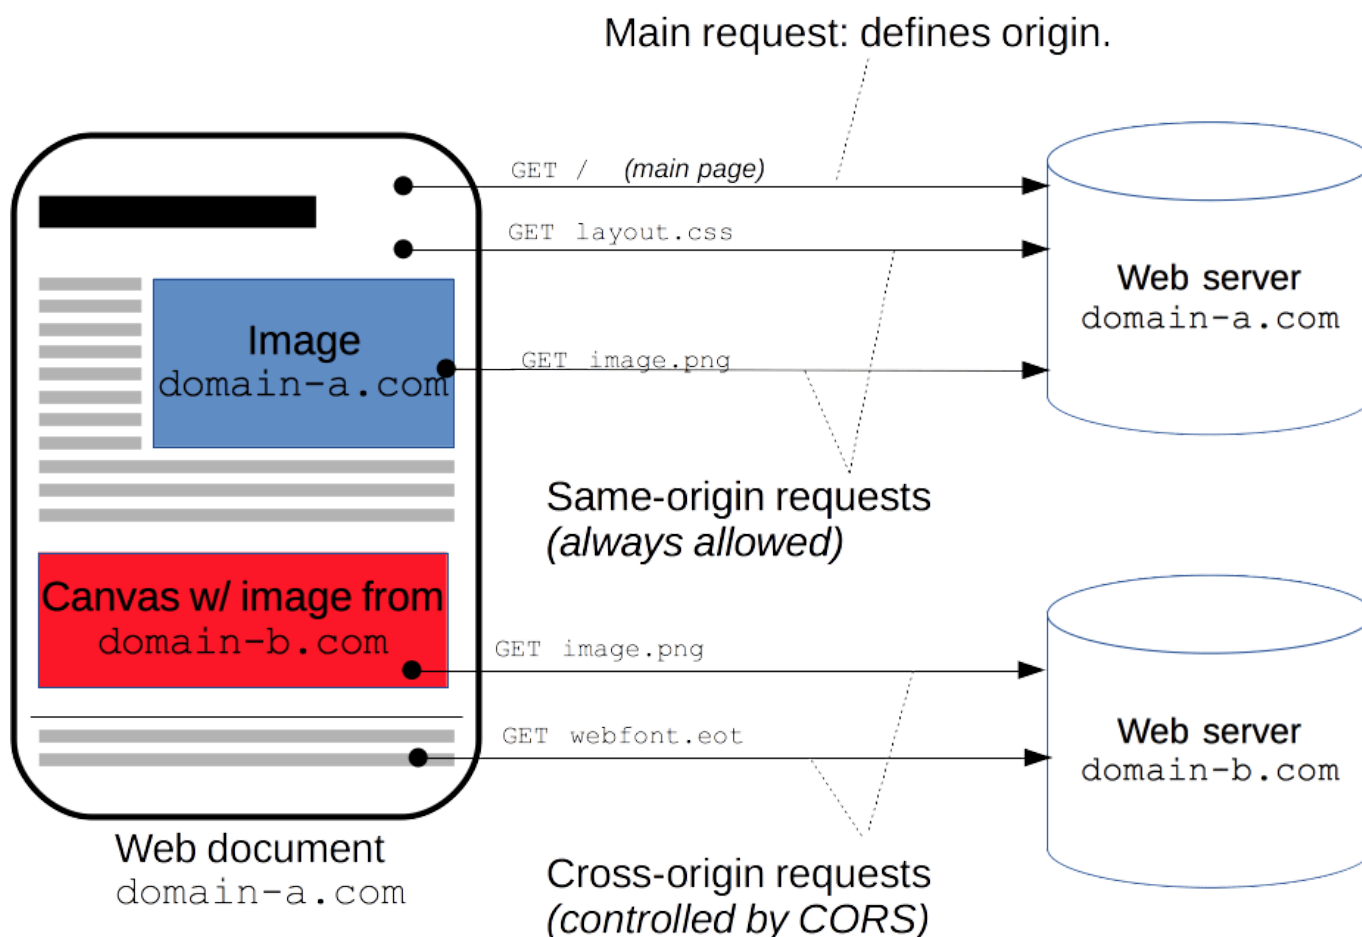 Main request: defines origin.
GET / (main page)
GET layout.css
Image
domain-a.com
GET image.png
Web server
domain-a.com
Same-origin requests
(always allowed)
Canvas w/ image from
domain-b.com
GET image.png
GET webfont.eot
Web server
domain-b.com
Web document
domain-a.com
Cross-origin requests
(controlled by CORS)